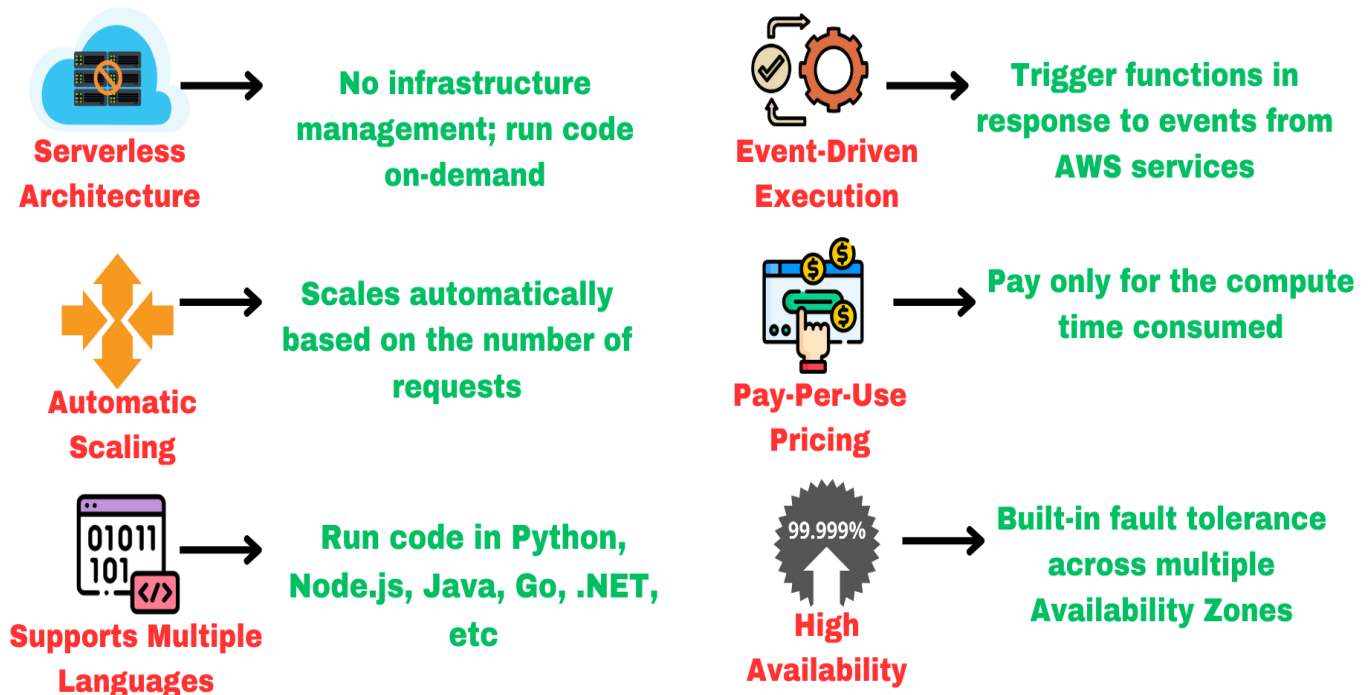 Serverless
Architecture
No infrastructure
management; run code
on-demand
Event-Driven
Execution
Trigger functions in
response to events from
AWS services
Automatic
Scaling
Scales automatically
based on the number of
requests
$
$
$
Pay-Per-Use
Pricing
Pay only for the compute
time consumed
01011
101
</>
Supports Multiple
Languages
Run code in Python,
Node.js, Java, Go, .NET,
etc
99.999%
High
Availability
Built-in fault tolerance
across multiple
Availability Zones